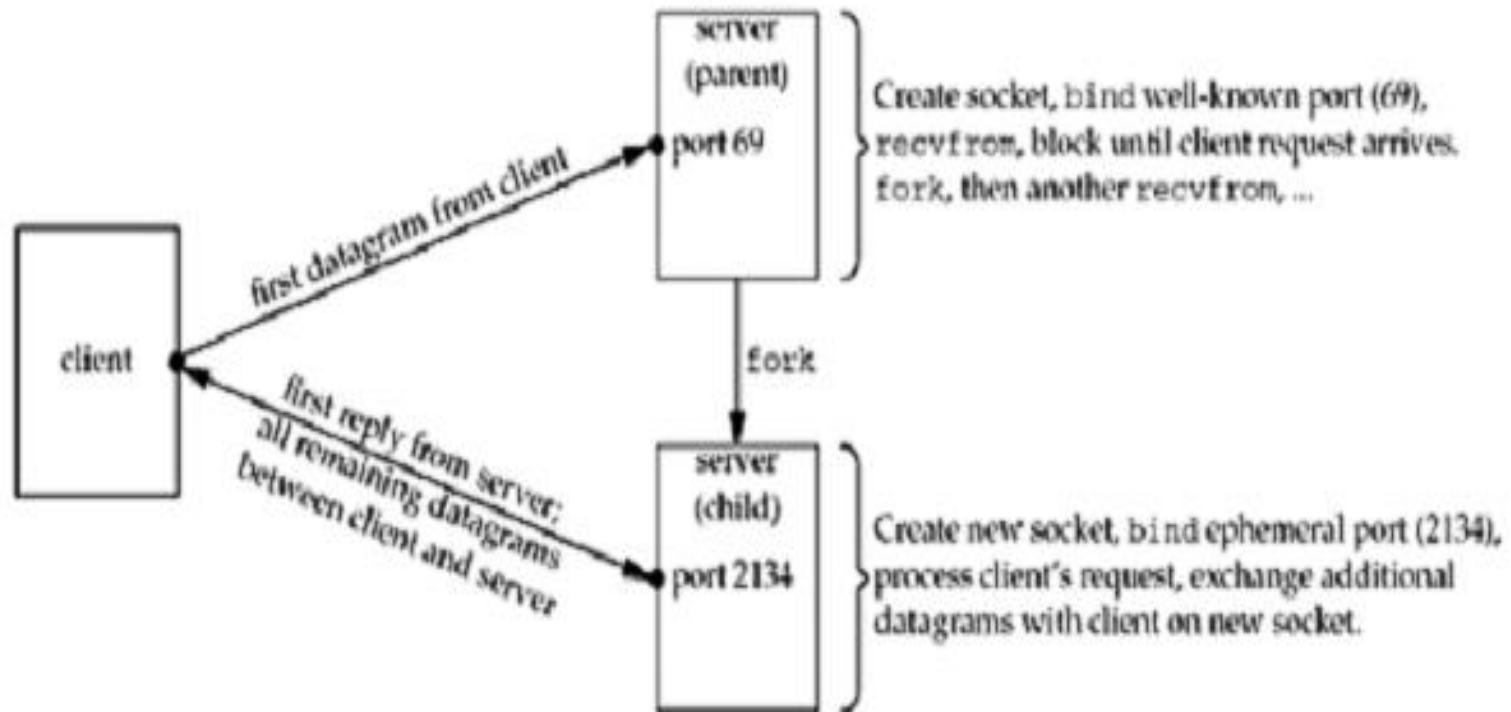 server
(parent)
port 69
Create socket, bind well-known port (69),
recvfrom, block until client request arrives.
fork, then another recvfrom, ...
first datagram from client
client
fork
first reply from server;
all remaining datagrams
between client and server
server
(child)
port 2134
Create new socket, bind ephemeral port (2134),
process client's request, exchange additional
datagrams with client on new socket.